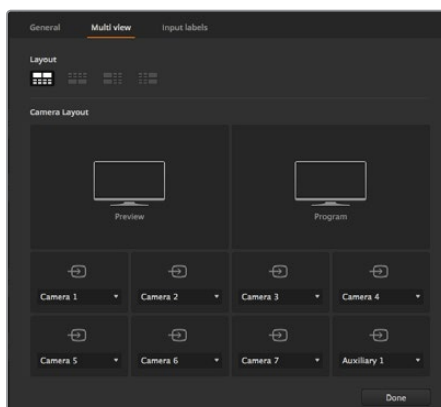 General Multi view Input labels
Layout
Camera Layout
Preview Program
Camera 1 Camera 2 Camera 3 Camera 4
Camera 5 Camera 6 Camera 7 Auxiliary 1
Done